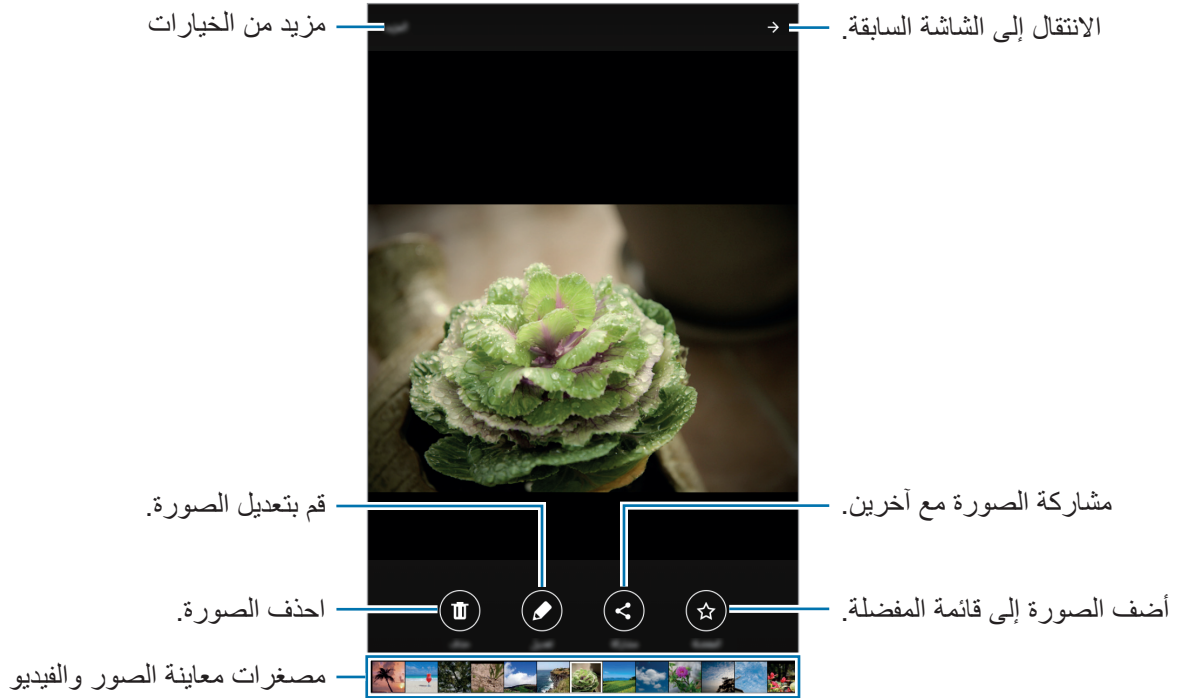 الانتقال إلى الشاشة السابقة.
مزيد من الخيارات
مشاركة الصورة مع آخرين.
قم بتعديل الصورة.
أضف الصورة إلى قائمة المفضلة.
احذف الصورة.
مصغرات معاينة الصور والفيديو